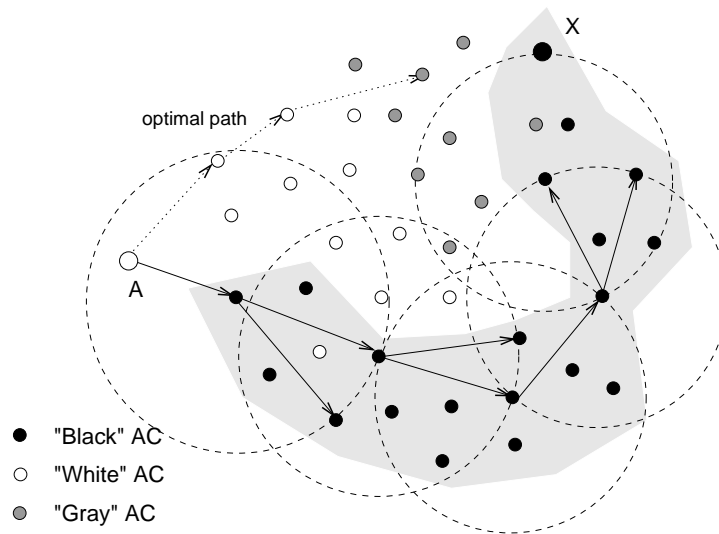 X
optimal path
A
"Black" AC
"White" AC
"Gray" AC